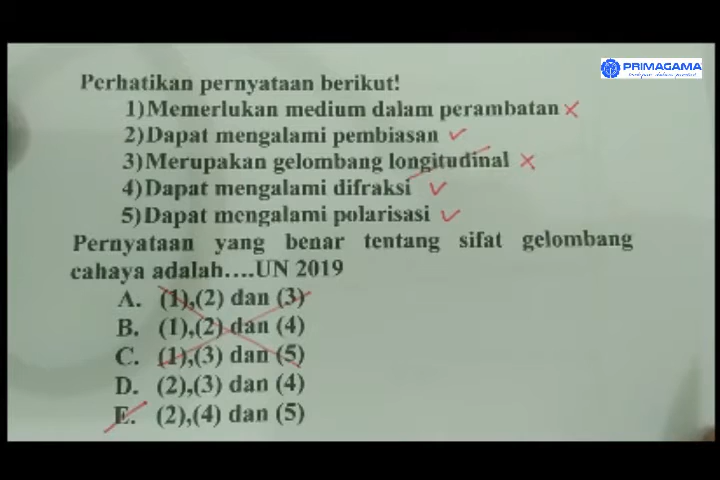 PRIMAGAMA
Perhatikan pernyataan berikut!
1)Memerlukan medium dalam perambatan
2)Dapat mengalami pembiasan
3)Merupakan gelombang longitudinal
4)Dapat mengalami difraksi
5)Dapat mengalami polarisasi
Pernyataan yang benar tentang sifat gelombang
cahaya adalah....UN 2019
A. (1),(2) dan (3)
B. (1),(2) dan (4)
C. (1),(3) dan (5)
D. (2),(3) dan (4)
E. (2),(4) dan (5)